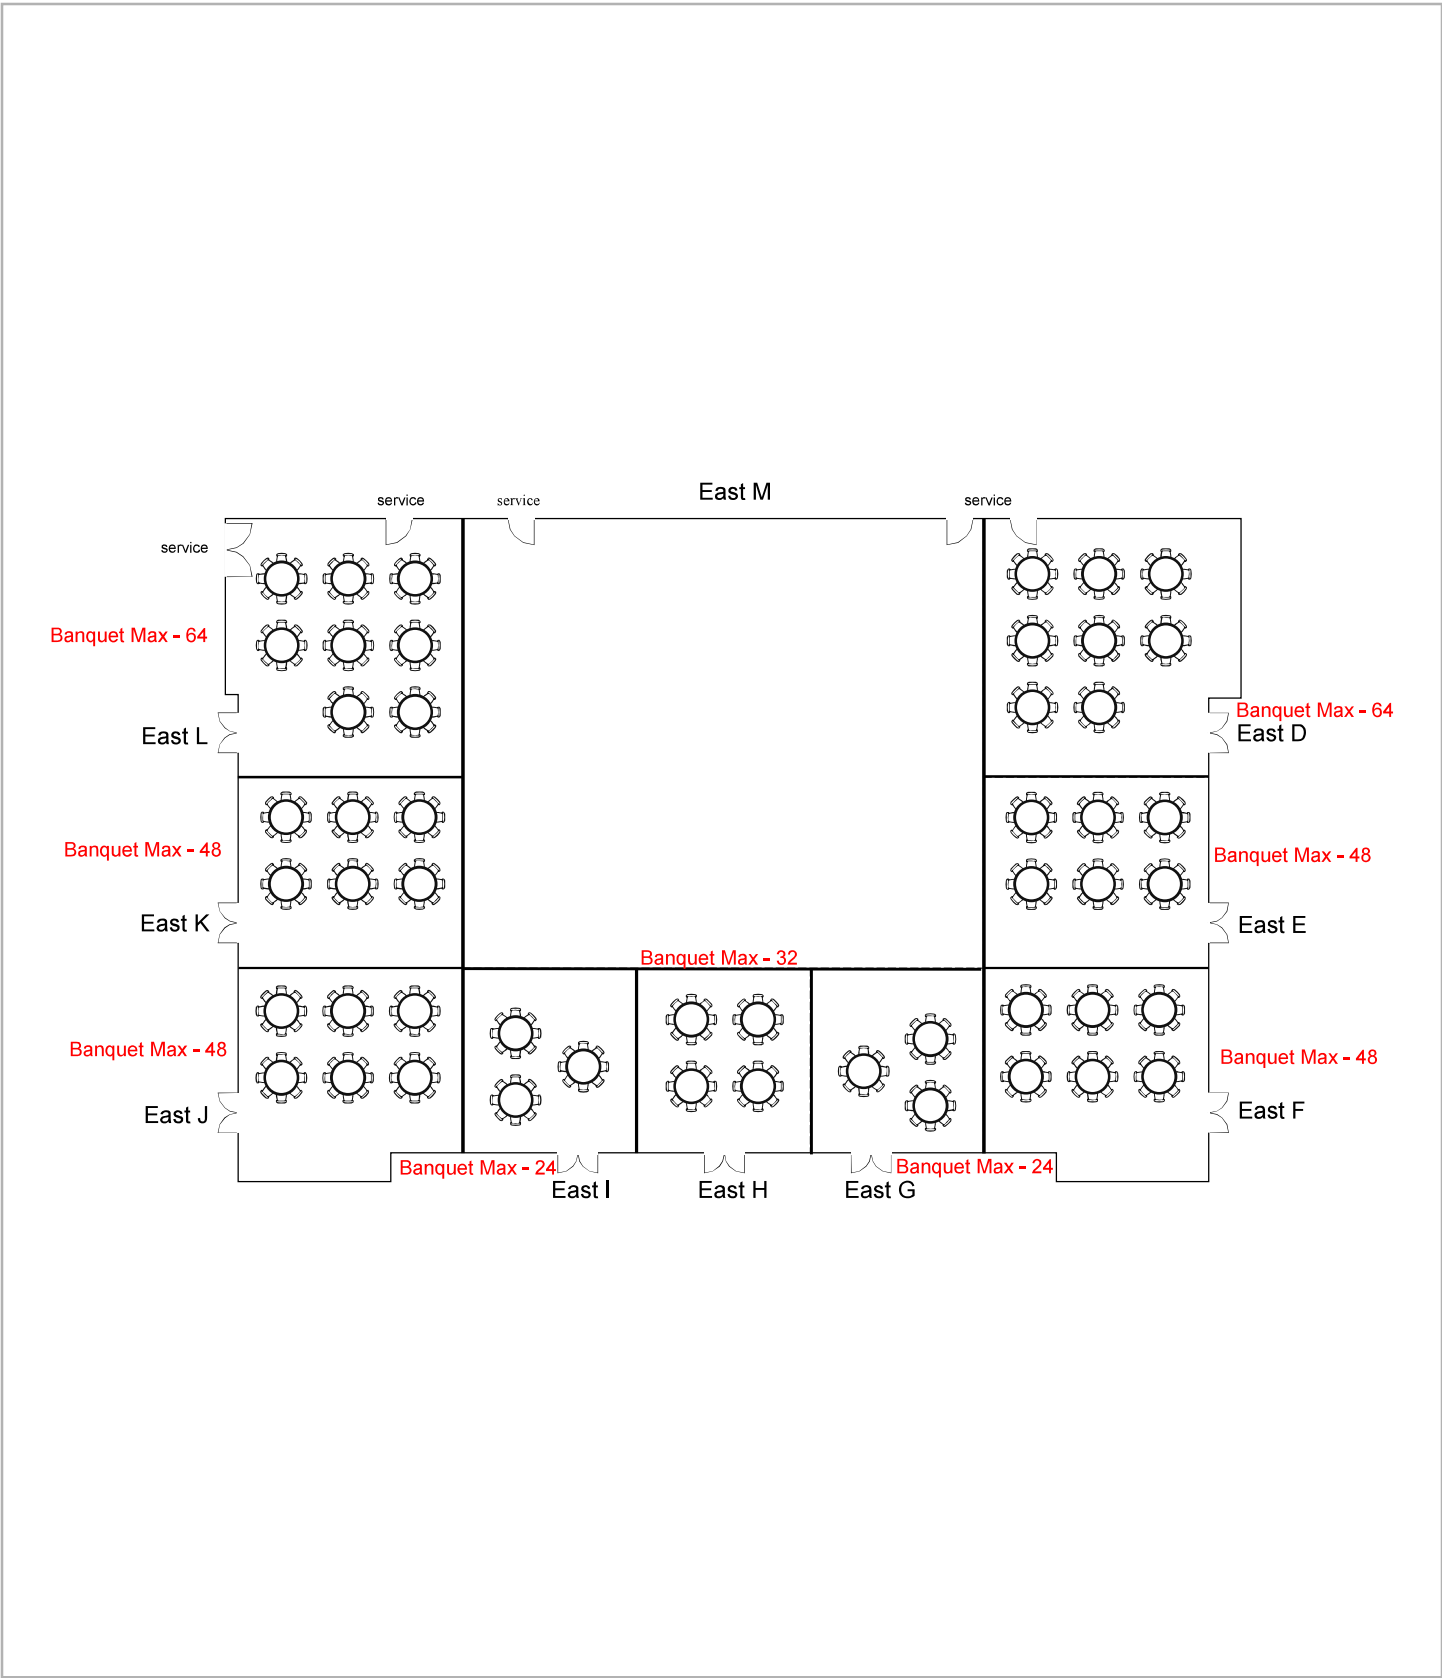 East M
service
service
service
service
Banquet Max - 64
Banquet Max - 64
East L
East D
Banquet Max - 48
Banquet Max - 48
East K
East E
Banquet Max - 32
Banquet Max - 48
Banquet Max - 48
East J
East F
Banquet Max - 24
Banquet Max - 24
East I
East H
East G